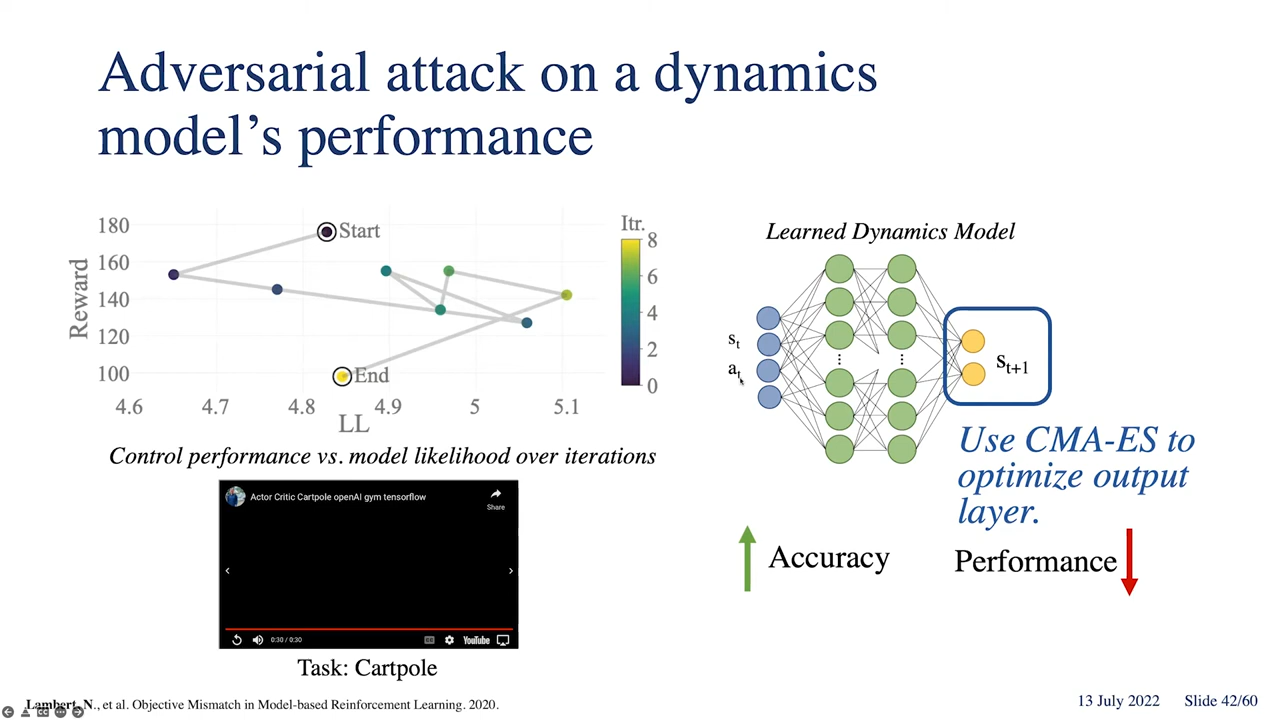 Adversarial attack on a dynamics
model's performance
180
160
140
120
100
Reward
Start
End
4.6
4.7
4.8
4.9
5
5.1
LL
Itr.
8
6
4
2
0
Control performance vs. model likelihood over iterations
Actor Critic Cartpole openAI gym tensorflow
Share
0:30 / 0:30
CC
YouTube
Task: Cartpole
Learned Dynamics Model
st
at
st+1
Use CMA-ES to
optimize output
layer.
Accuracy
Performance
Lambert, N., et al. Objective Mismatch in Model-based Reinforcement Learning. 2020.
13 July 2022
Slide 42/60